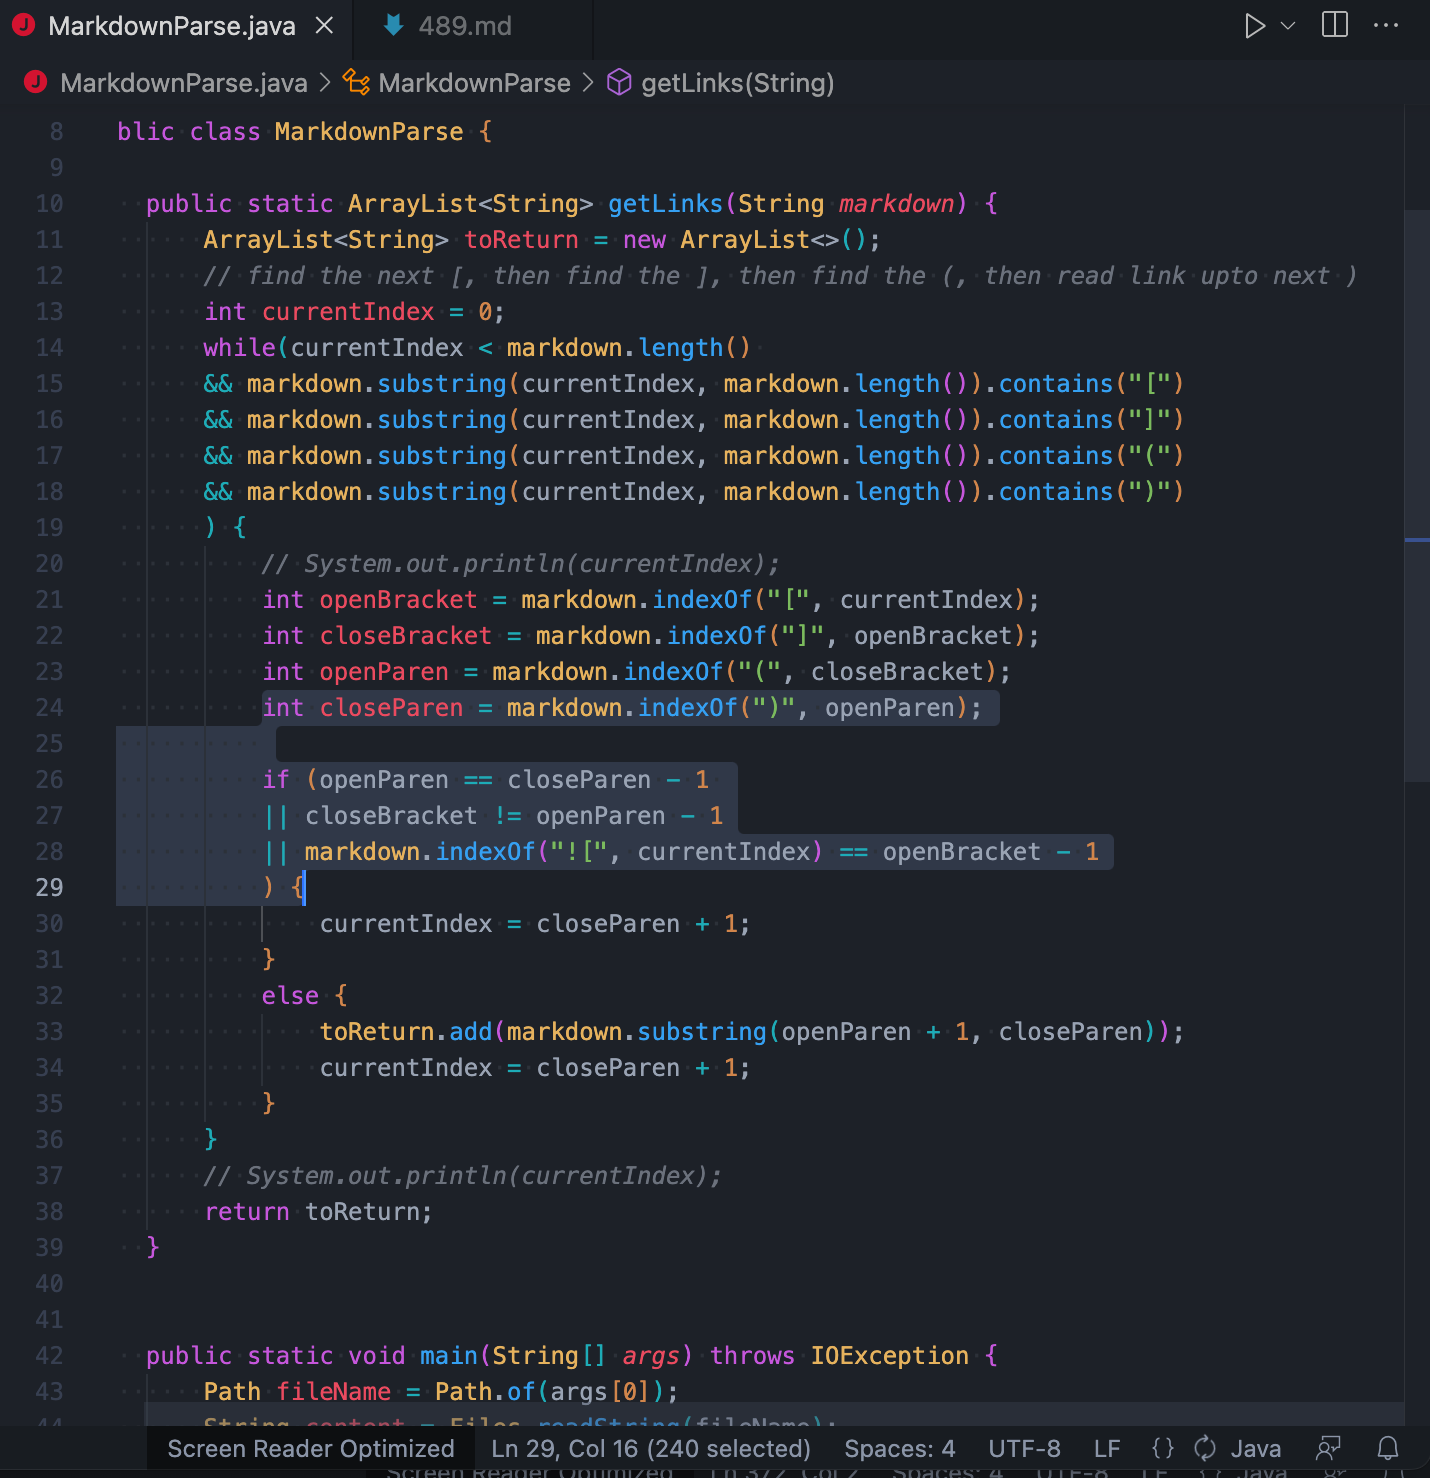 MarkdownParse.java
489.md
MarkdownParse.java > MarkdownParse > getLinks(String)
8 blic class MarkdownParse {
9
10 public static ArrayList<String> getLinks(String markdown) {
11 ArrayList<String> toReturn = new ArrayList<>();
12 // find the next [, then find the ], then find the (, then read link upto next )
13 int currentIndex = 0;
14 while(currentIndex < markdown.length()
15 && markdown.substring(currentIndex, markdown.length()).contains("[")
16 && markdown.substring(currentIndex, markdown.length()).contains("]")
17 && markdown.substring(currentIndex, markdown.length()).contains("(")
18 && markdown.substring(currentIndex, markdown.length()).contains(")")
19 ) {
20 // System.out.println(currentIndex);
21 int openBracket = markdown.indexOf("[", currentIndex);
22 int closeBracket = markdown.indexOf("]", openBracket);
23 int openParen = markdown.indexOf("(", closeBracket);
24 int closeParen = markdown.indexOf(")", openParen);
25
26 if (openParen == closeParen - 1
27 || closeBracket != openParen - 1
28 || markdown.indexOf("![", currentIndex) == openBracket - 1
29 ) {
30 currentIndex = closeParen + 1;
31 }
32 else {
33 toReturn.add(markdown.substring(openParen + 1, closeParen));
34 currentIndex = closeParen + 1;
35 }
36 }
37 // System.out.println(currentIndex);
38 return toReturn;
39 }
40
41
42 public static void main(String[] args) throws IOException {
43 Path fileName = Path.of(args[0]);
44 String content = Files.readString(fileName);
Screen Reader Optimized Ln 29, Col 16 (240 selected) Spaces: 4 UTF-8 LF {} Java